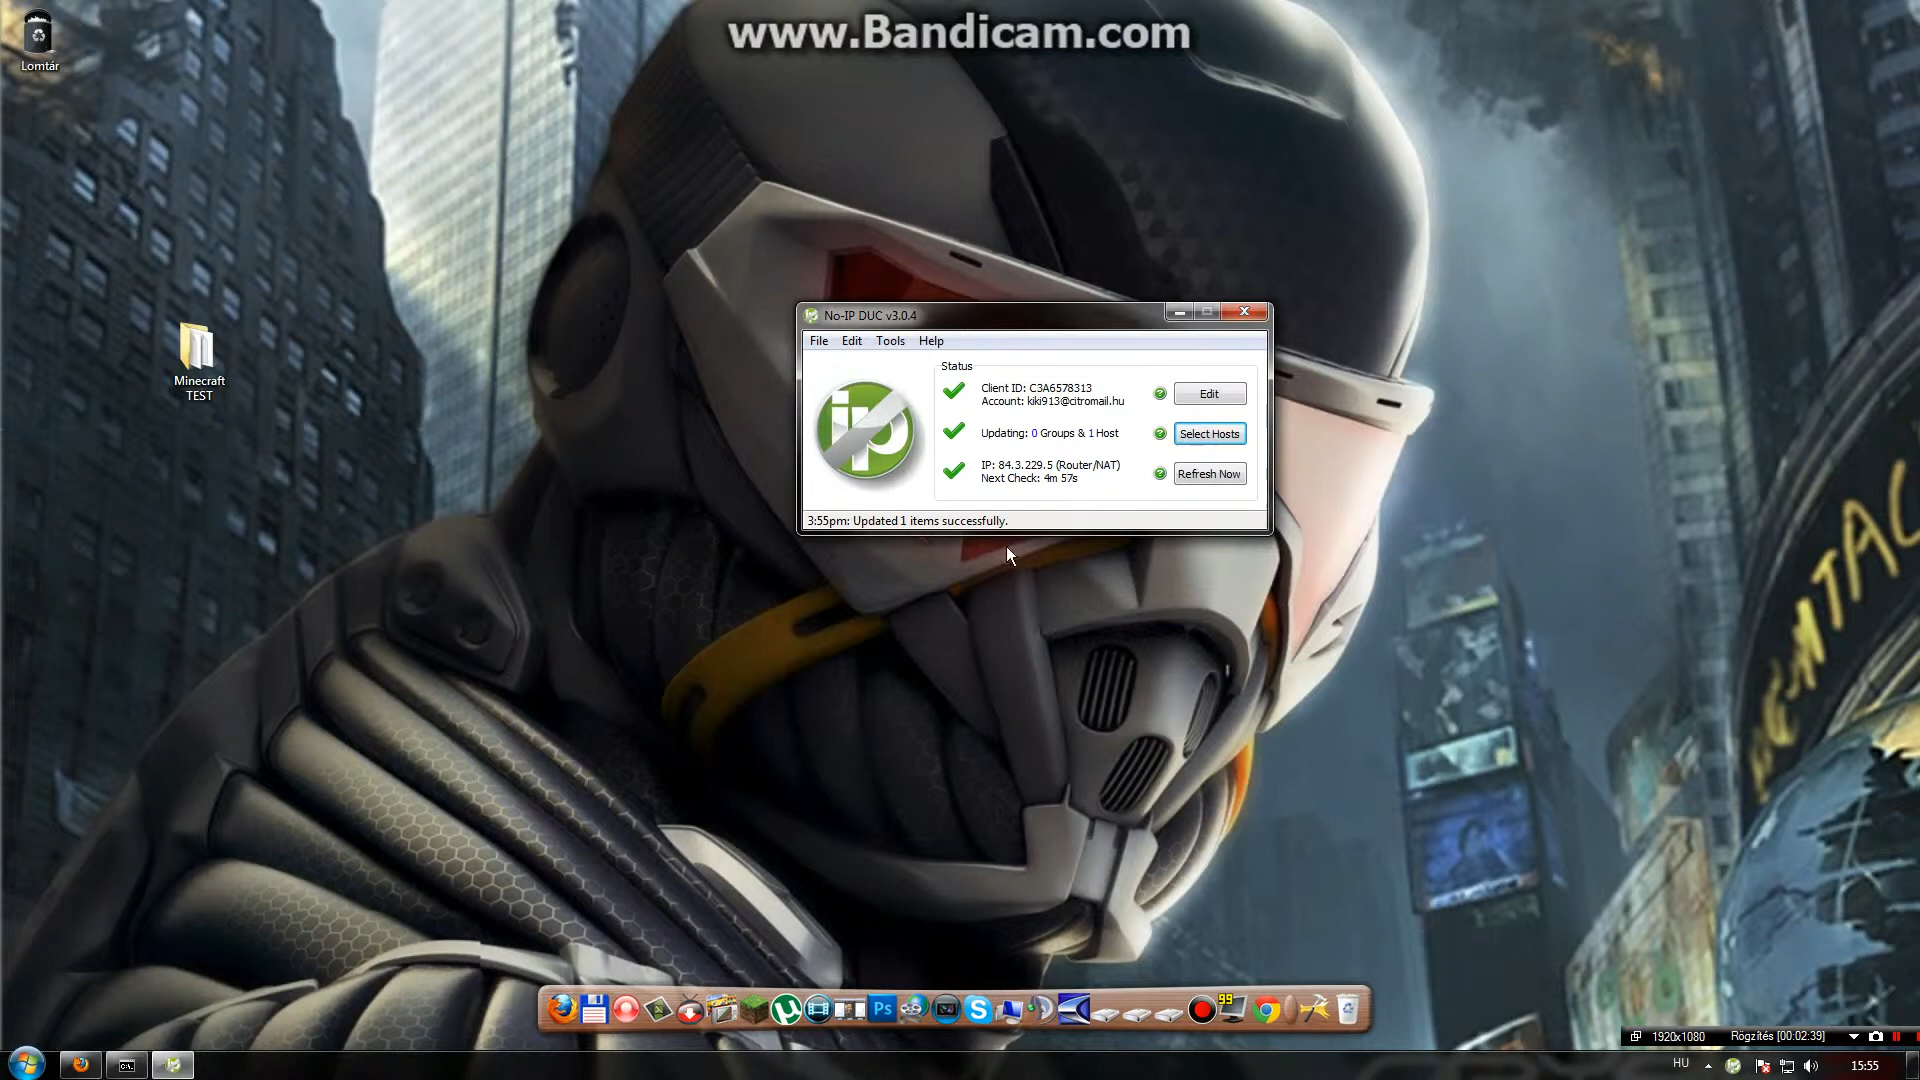 www.Bandicam.com
Lomtár
Minecraft
TEST
No-IP DUC v3.0.4
File Edit Tools Help
Status
ip
Client ID: C3A6578313
Account: kiki913@citromail.hu
Edit
Updating: 0 Groups & 1 Host
Select Hosts
IP: 84.3.229.5 (Router/NAT)
Next Check: 4m 57s
Refresh Now
3:55pm: Updated 1 items successfully.
Ps
99
1920x1080 Rögzítés [00:02:39]
HU
15:55